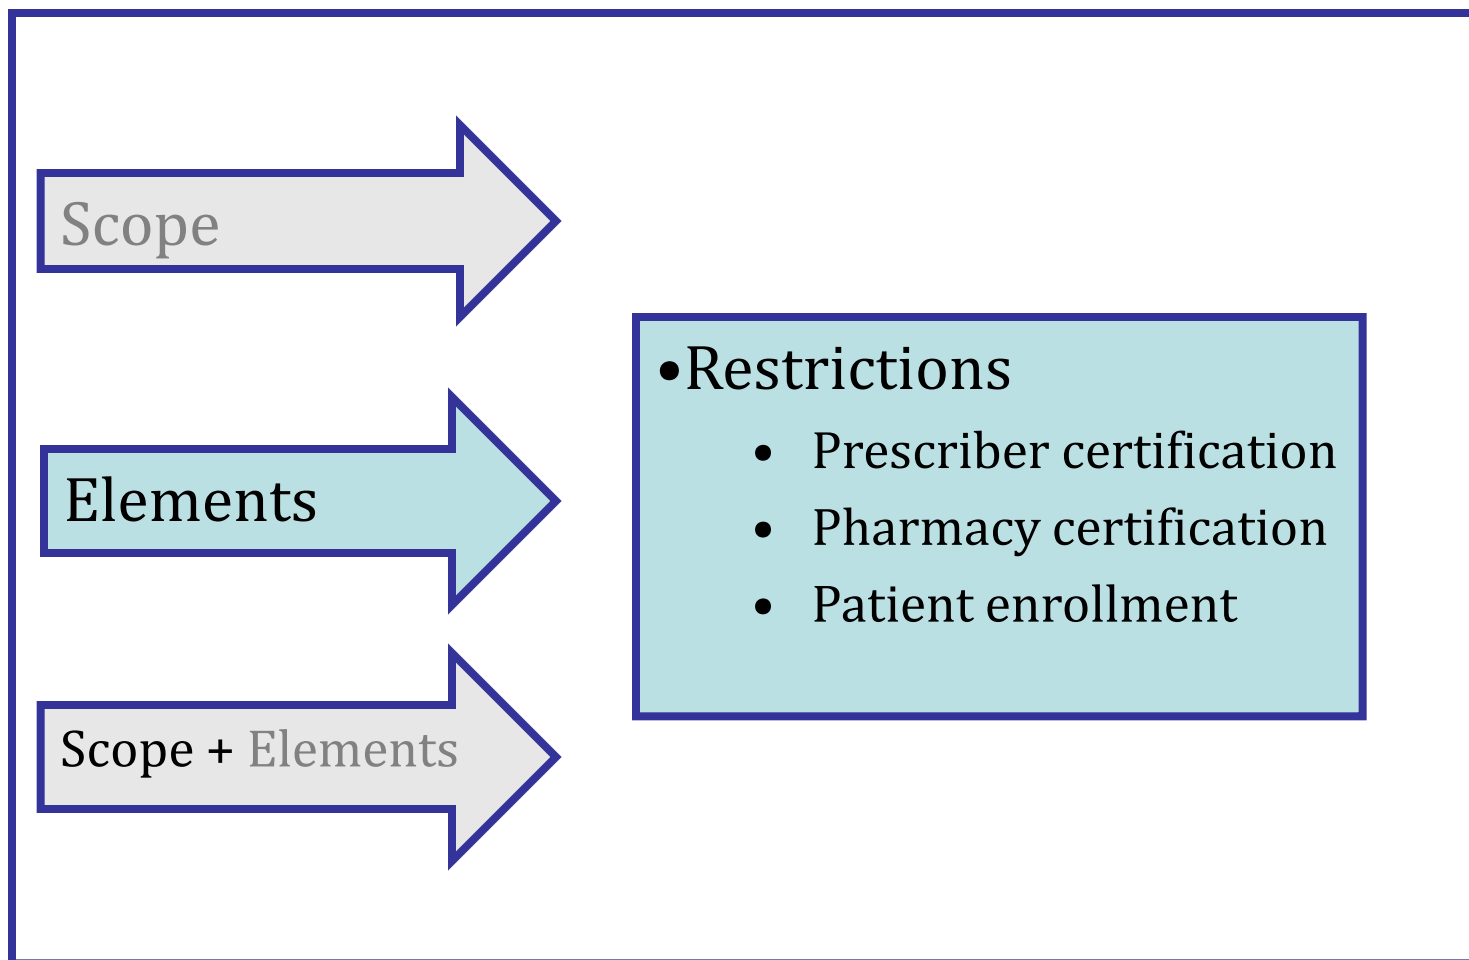 Scope
Elements
Scope + Elements
•Restrictions
• Prescriber certification
• Pharmacy certification
• Patient enrollment